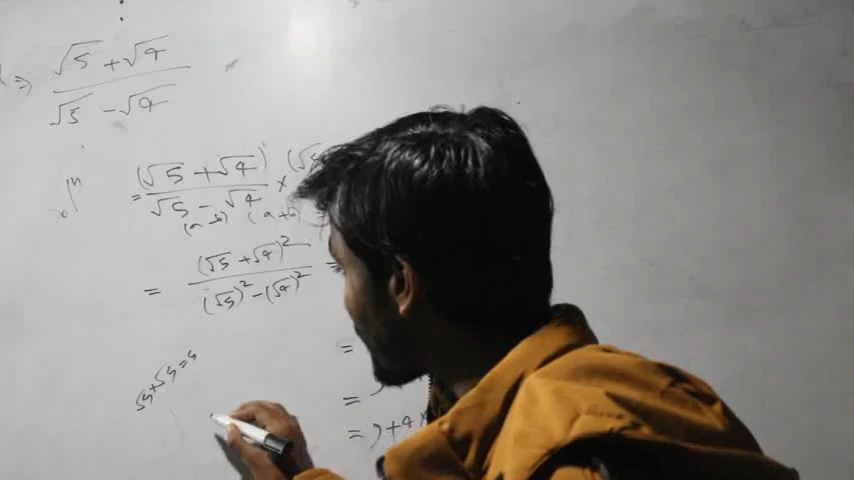 ⇒ (√5 + √4) / (√5 − √4)
= (√5 + √4) / (√5 − √4) × (√5
(a−b) (a+b)
= (√5 + √4)² / ((√5)² − (√4)²) =
=
√5×√5=5
=
= 9+4